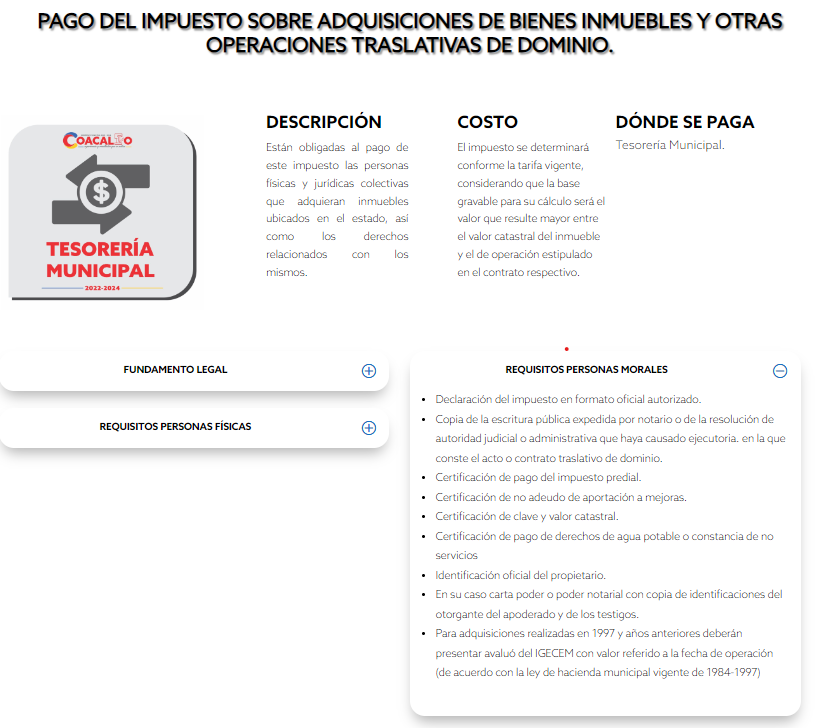 PAGO DEL IMPUESTO SOBRE ADQUISICIONES DE BIENES INMUEBLES Y OTRAS
OPERACIONES TRASLATIVAS DE DOMINIO.
COACALCO
TESORERÍA
MUNICIPAL
2022-2024
DESCRIPCIÓN
Están obligadas al pago de
este impuesto las personas
físicas y jurídicas colectivas
que adquieran inmuebles
ubicados en el estado, así
como los derechos
relacionados con los
mismos.
COSTO
El impuesto se determinará
conforme la tarifa vigente,
considerando que la base
gravable para su cálculo será el
valor que resulte mayor entre
el valor catastral del inmueble
y el de operación estipulado
en el contrato respectivo.
DÓNDE SE PAGA
Tesorería Municipal.
FUNDAMENTO LEGAL
REQUISITOS PERSONAS FÍSICAS
REQUISITOS PERSONAS MORALES
Declaración del impuesto en formato oficial autorizado.
Copia de la escritura pública expedida por notario o de la resolución de
autoridad judicial o administrativa que haya causado ejecutoria. en la que
conste el acto o contrato traslativo de dominio.
Certificación de pago del impuesto predial.
Certificación de no adeudo de aportación a mejoras.
Certificación de clave y valor catastral.
Certificación de pago de derechos de agua potable o constancia de no
servicios
Identificación oficial del propietario.
En su caso carta poder o poder notarial con copia de identificaciones del
otorgante del apoderado y de los testigos.
Para adquisiciones realizadas en 1997 y años anteriores deberán
presentar avaluó del IGECEM con valor referido a la fecha de operación
(de acuerdo con la ley de hacienda municipal vigente de 1984-1997)